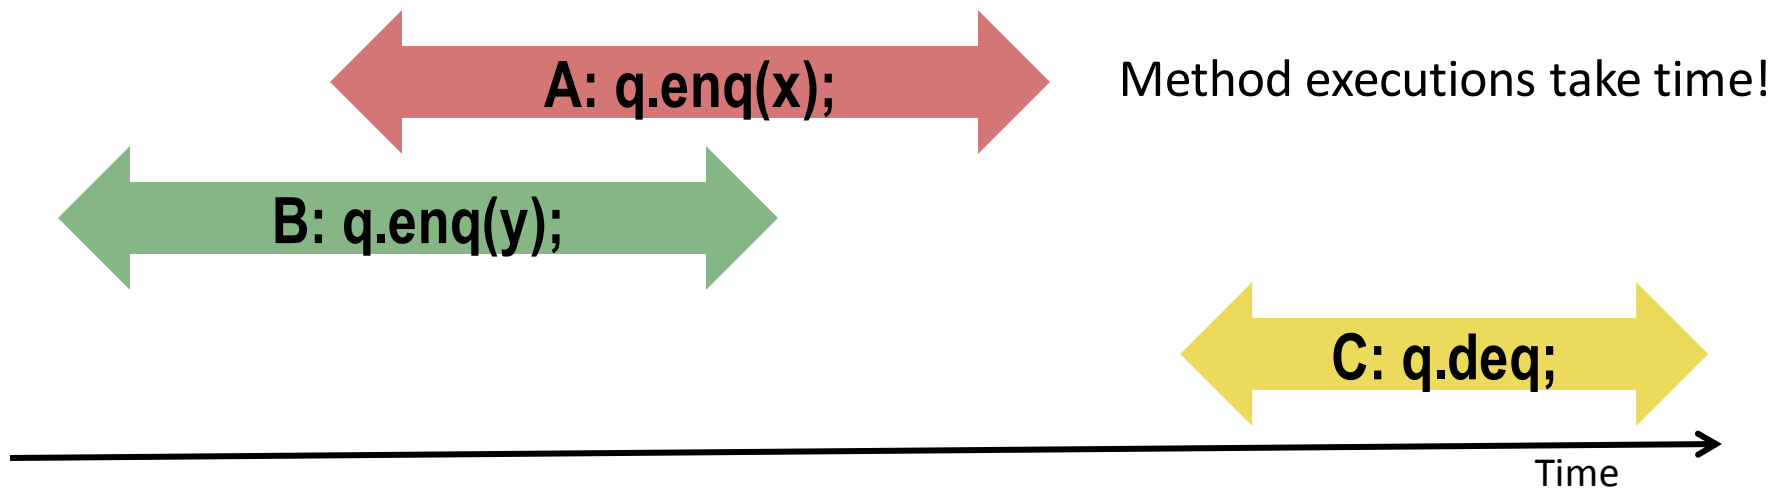 A: q.enq(x);
Method executions take time!
B: q.enq(y);
C: q.deq;
Time